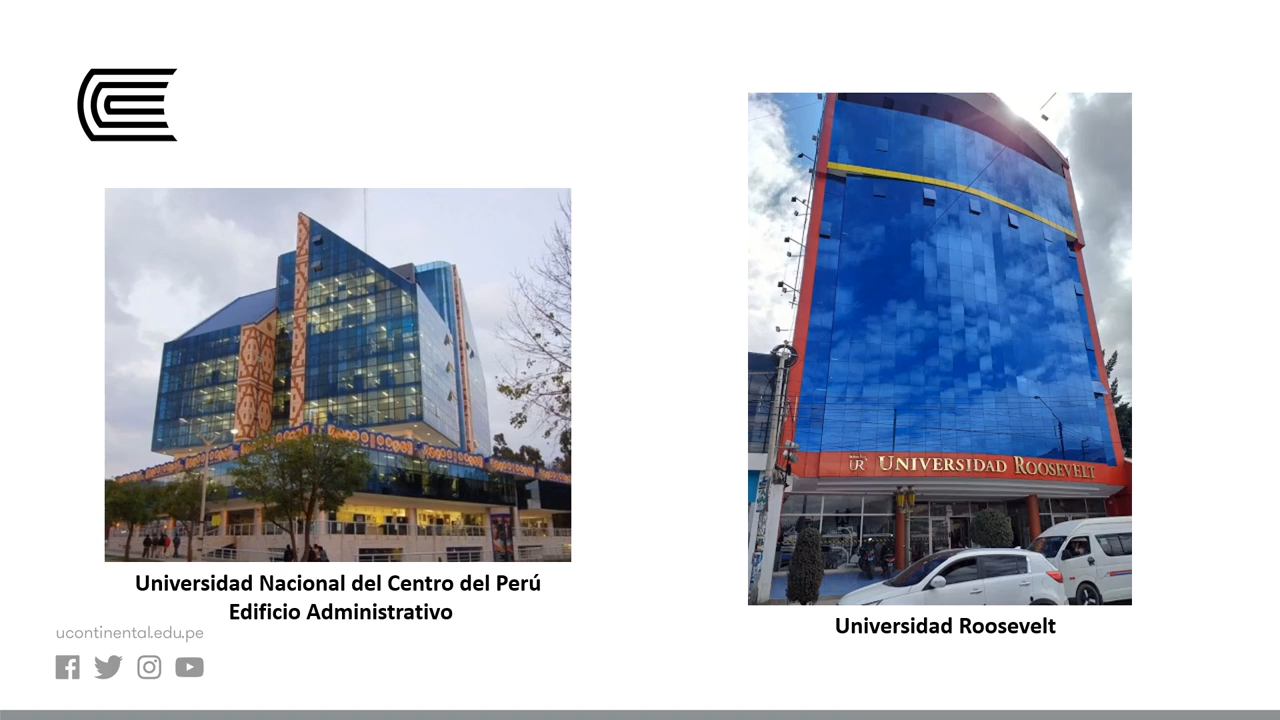 Universidad Nacional del Centro del Perú
Edificio Administrativo
ucontinental.edu.pe
UR UNIVERSIDAD ROOSEVELT
Universidad Roosevelt